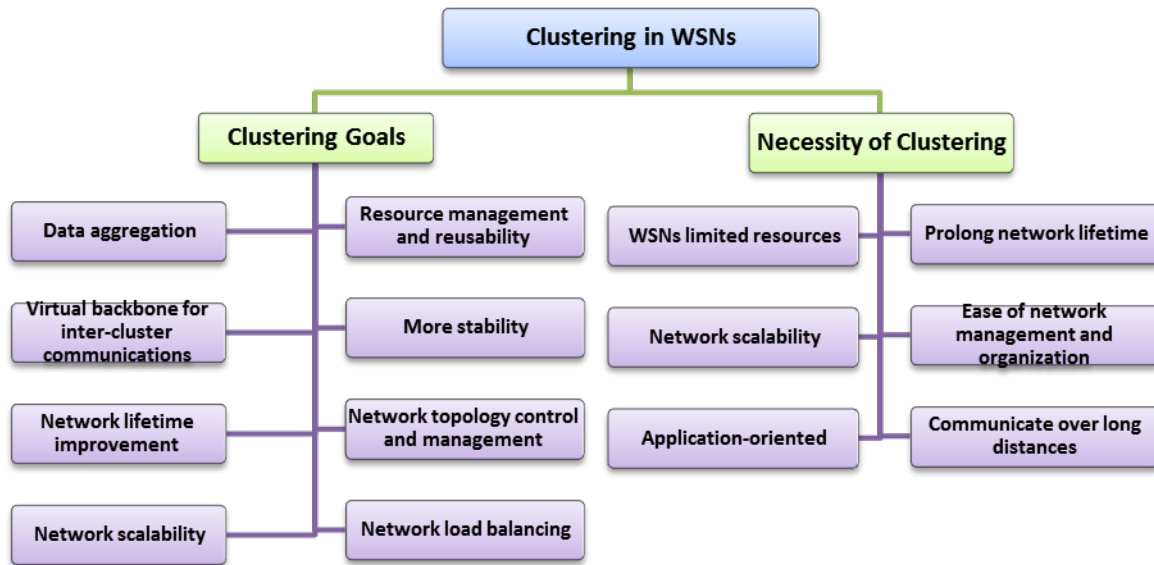 Clustering in WSNs
Clustering Goals
Necessity of Clustering
Data aggregation
Resource management
and reusability
Virtual backbone for
inter-cluster
communications
More stability
Network lifetime
improvement
Network topology control
and management
Network scalability
Network load balancing
WSNs limited resources
Prolong network lifetime
Network scalability
Ease of network
management and
organization
Application-oriented
Communicate over long
distances